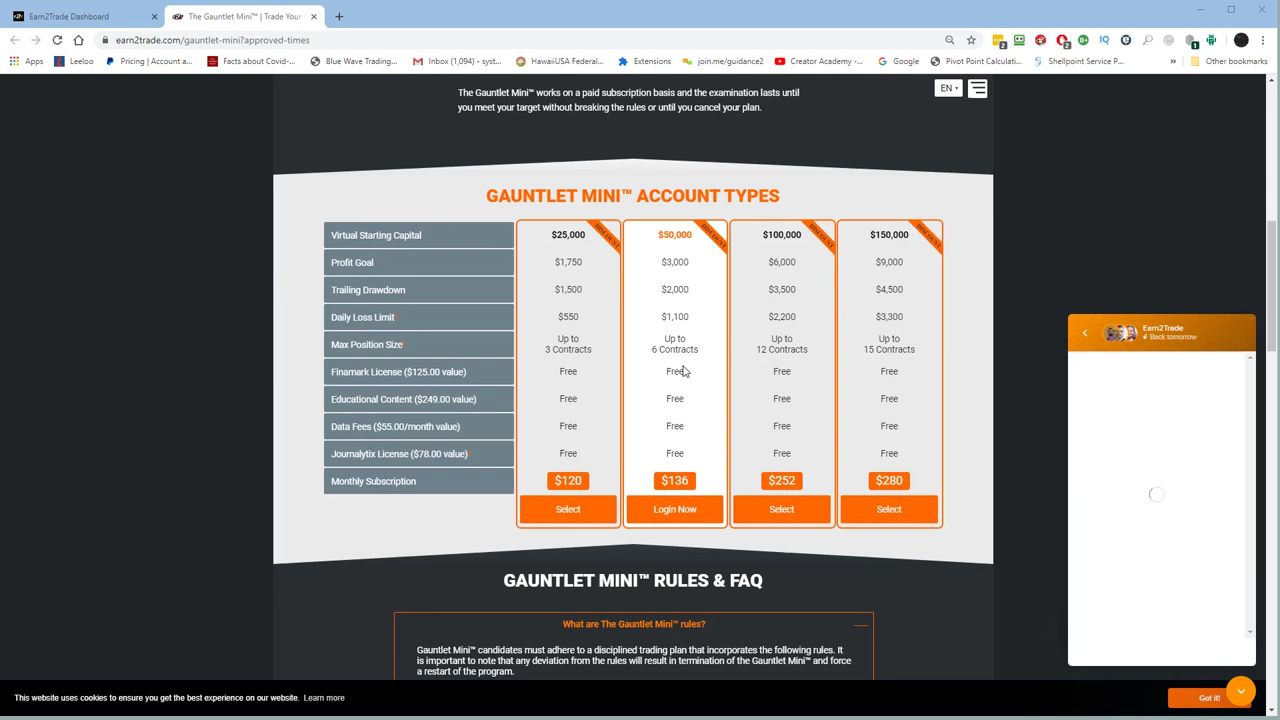 Earn2Trade Dashboard
The Gauntlet Mini™ | Trade Your
earn2trade.com/gauntlet-mini?approved-times
Apps
Leeloo
Pricing | Account a...
Facts about Covid-...
Blue Wave Trading...
Inbox (1,094) - syst...
HawaiiUSA Federal...
Extensions
join.me/guidance2
Creator Academy -...
Google
Pivot Point Calculati...
Shellpoint Service P...
»
Other bookmarks
The Gauntlet Mini™ works on a paid subscription basis and the examination lasts until
you meet your target without breaking the rules or until you cancel your plan.
EN
GAUNTLET MINI™ ACCOUNT TYPES
DISCOUNT DISCOUNT DISCOUNT DISCOUNT
Virtual Starting Capital $25,000 $50,000 $100,000 $150,000
Profit Goal $1,750 $3,000 $6,000 $9,000
Trailing Drawdown $1,500 $2,000 $3,500 $4,500
Daily Loss Limit* $550 $1,100 $2,200 $3,300
Max Position Size* Up to 3 Contracts Up to 6 Contracts Up to 12 Contracts Up to 15 Contracts
Finamark License ($125.00 value) Free Free Free Free
Educational Content ($249.00 value) Free Free Free Free
Data Fees ($55.00/month value) Free Free Free Free
Journalytix License ($78.00 value)* Free Free Free Free
Monthly Subscription $120 $136 $252 $280
Select Login Now Select Select
GAUNTLET MINI™ RULES & FAQ
What are The Gauntlet Mini™ rules?
Gauntlet Mini™ candidates must adhere to a disciplined trading plan that incorporates the following rules. It
is important to note that any deviation from the rules will result in termination of the Gauntlet Mini™ and force
a restart of the program.
Earn2Trade
Back tomorrow
This website uses cookies to ensure you get the best experience on our website. Learn more
Got it!